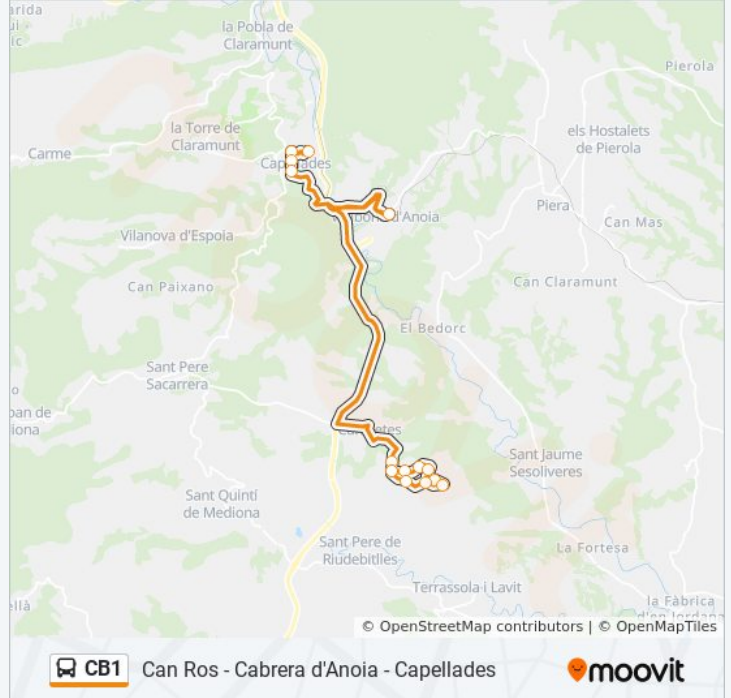 arida
la Pobla de
Claramunt
Pierola
la Torre de
Claramunt
els Hostalets
de Pierola
Carme
Piera
Can Mas
Vilanova d'Espoia
Can Paixano
Can Claramunt
El Bedorc
Sant Pere
Sacarrera
Sant Jaume
Sesoliveres
Sant Quintí
de Mediona
Sant Pere de
Riudebitlles
La Fortesa
Terrassola i Lavit
la Fàbrica
© OpenStreetMap contributors | © OpenMapTiles
CB1
Can Ros - Cabrera d'Anoia - Capellades
moovit